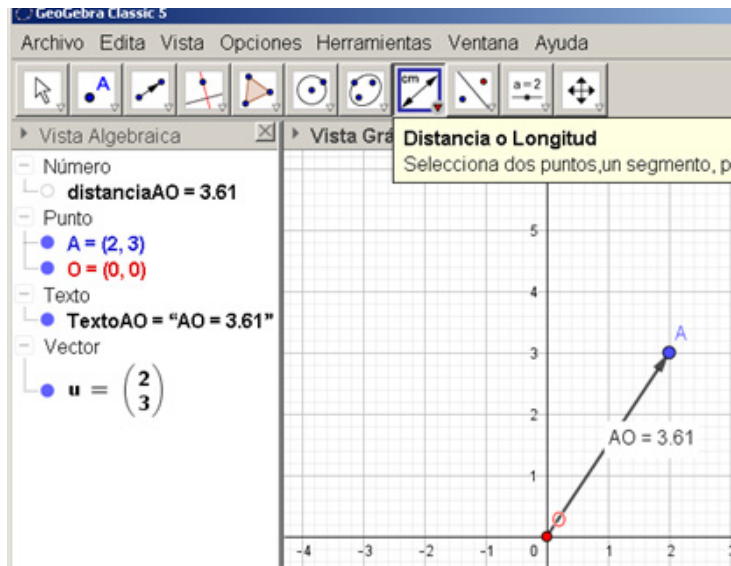 GeoGebra Classic 5
Archivo Edita Vista Opciones Herramientas Ventana Ayuda
A
cm
a=2
Vista Algebraica
Vista Grá
Distancia o Longitud
Selecciona dos puntos,un segmento, p
Número
distanciaAO = 3.61
Punto
A = (2, 3)
O = (0, 0)
Texto
TextoAO = “AO = 3.61”
Vector
u = (2
3)
5
4
3
A
2
AO = 3.61
1
O
-4 -3 -2 -1 0 1 2 3